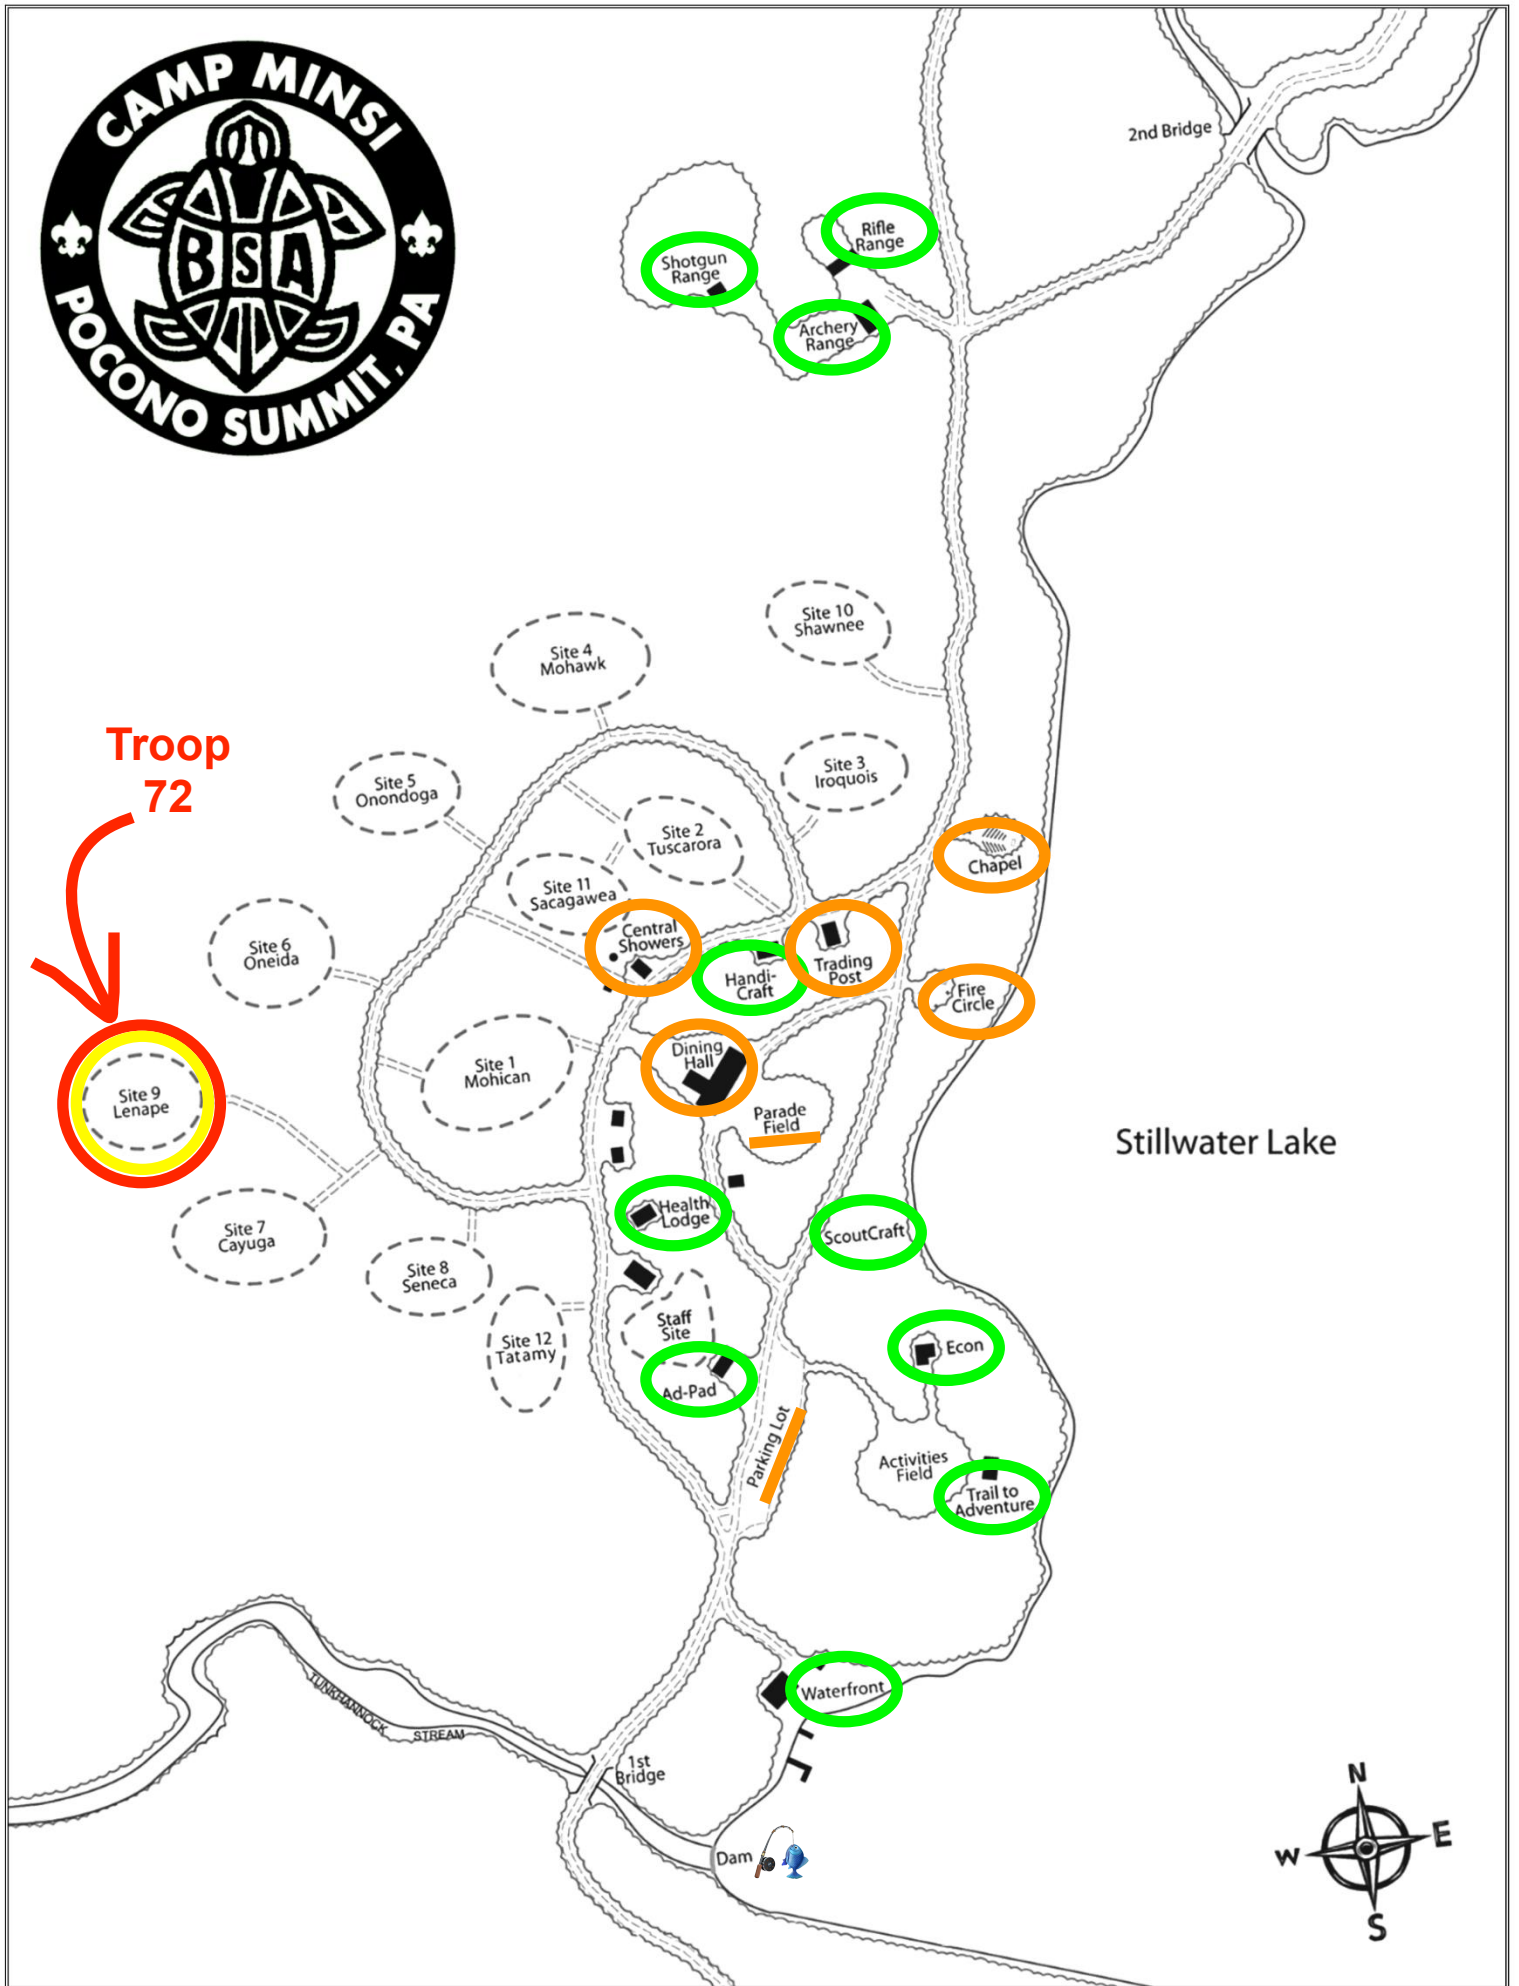 CAMP MINSI
BSA
POCONO SUMMIT, PA
2nd Bridge
Rifle
Range
Shotgun
Range
Archery
Range
Site 10
Shawnee
Site 4
Mohawk
Troop
72
Site 3
Iroquois
Site 5
Onondoga
Site 2
Tuscarora
Chapel
Site 11
Sacagawea
Central
Showers
Site 6
Oneida
Trading
Post
Handi-
Craft
Fire
Circle
Dining
Hall
Site 1
Mohican
Site 9
Lenape
Parade
Field
Stillwater Lake
Health
Lodge
ScoutCraft
Site 7
Cayuga
Site 8
Seneca
Staff
Site
Site 12
Tatamy
Econ
Ad-Pad
Parking Lot
Activities
Field
Trail to
Adventure
Waterfront
TUNKHANNOCK
STREAM
1st
Bridge
Dam
N
E
W
S